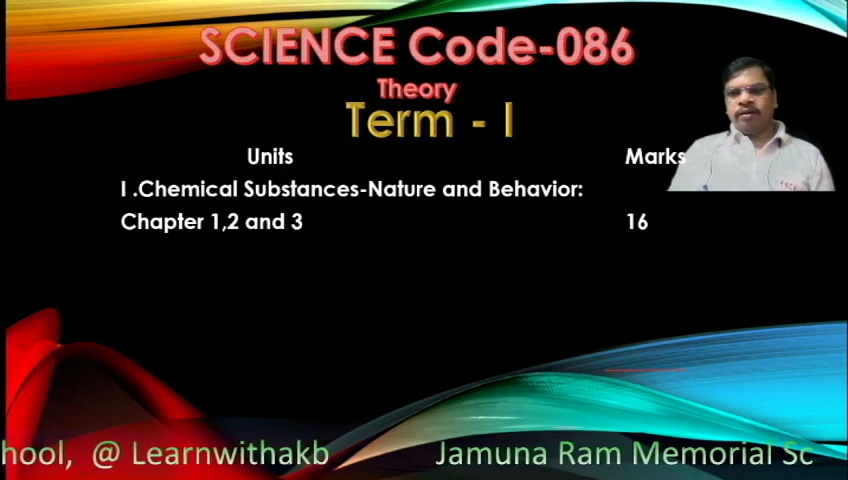 SCIENCE Code-086
Theory
Term - I
Units Marks
I .Chemical Substances-Nature and Behavior:
Chapter 1,2 and 3 16
hool, @ Learnwithakb Jamuna Ram Memorial Sc